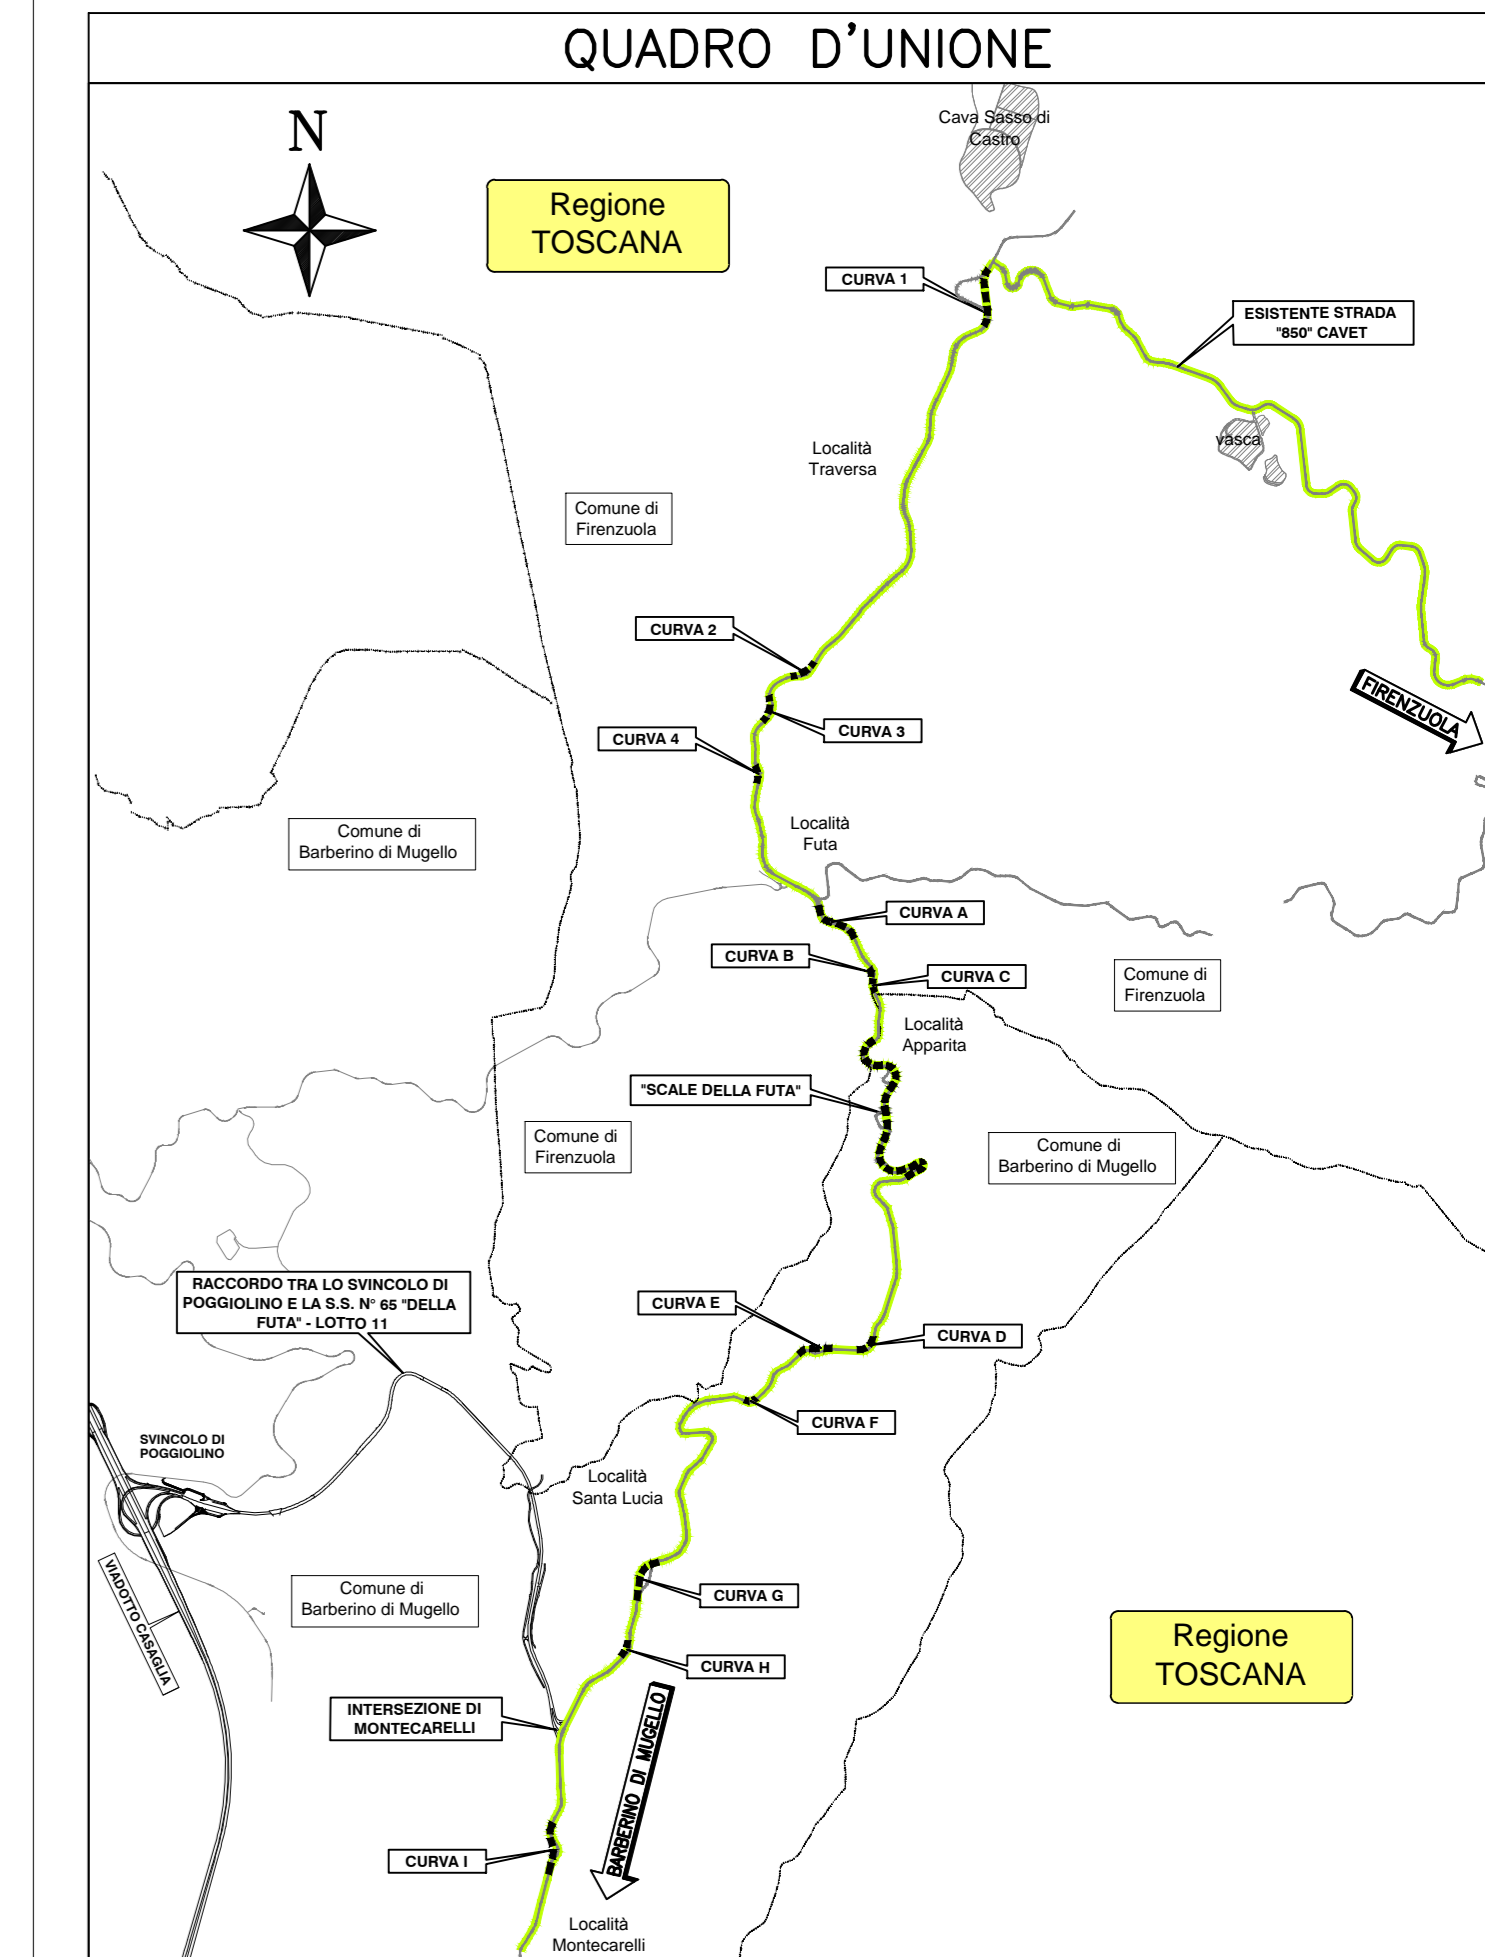 QUADRO D'UNIONE
Cava Sasso di
Castro
N
Regione
TOSCANA
CURVA 1
ESISTENTE STRADA
"850" CAVET
vasca
Località
Traversa
Comune di
Firenzuola
CURVA 2
FIRENZUOLA
CURVA 3
CURVA 4
Località
Futa
Comune di
Barberino di Mugello
CURVA A
CURVA B
CURVA C
Comune di
Firenzuola
Località
Apparita
"SCALE DELLA FUTA"
Comune di
Firenzuola
Comune di
Barberino di Mugello
RACCORDO TRA LO SVINCOLO DI
POGGIOLINO E LA S.S. N° 65 "DELLA
FUTA" - LOTTO 11
CURVA E
CURVA D
CURVA F
SVINCOLO DI
POGGIOLINO
Località
Santa Lucia
VIADOTTO CASAGLIA
Comune di
Barberino di Mugello
CURVA G
Regione
TOSCANA
CURVA H
INTERSEZIONE DI
MONTECARELLI
BARBERINO DI MUGELLO
CURVA I
Località
Montecarelli